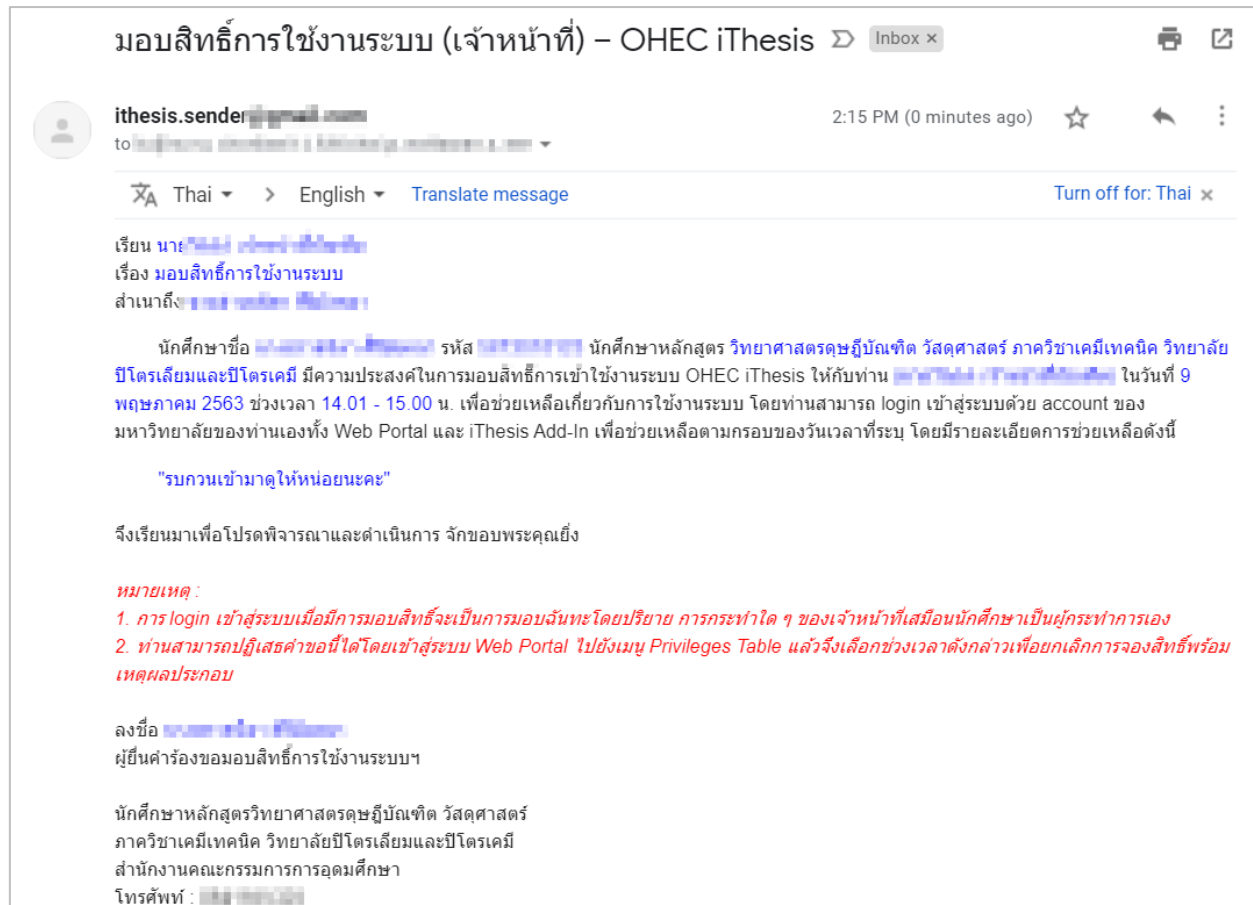 มอบสิทธิ์การใช้งานระบบ (เจ้าหน้าที่) – OHEC iThesis Inbox ×
ithesis.sender 2:15 PM (0 minutes ago)
to
Thai > English Translate message Turn off for: Thai ×
เรียน นาย
เรื่อง มอบสิทธิ์การใช้งานระบบ
สำเนาถึง
นักศึกษาชื่อ รหัส นักศึกษาหลักสูตร วิทยาศาสตรดุษฎีบัณฑิต วัสดุศาสตร์ ภาควิชาเคมีเทคนิค วิทยาลัย
ปิโตรเลียมและปิโตรเคมี มีความประสงค์ในการมอบสิทธิ์การเข้าใช้งานระบบ OHEC iThesis ให้กับท่าน ในวันที่ 9
พฤษภาคม 2563 ช่วงเวลา 14.01 - 15.00 น. เพื่อช่วยเหลือเกี่ยวกับการใช้งานระบบ โดยท่านสามารถ login เข้าสู่ระบบด้วย account ของ
มหาวิทยาลัยของท่านเองทั้ง Web Portal และ iThesis Add-In เพื่อช่วยเหลือตามกรอบของวันเวลาที่ระบุ โดยมีรายละเอียดการช่วยเหลือดังนี้
"รบกวนเข้ามาดูให้หน่อยนะคะ"
จึงเรียนมาเพื่อโปรดพิจารณาและดำเนินการ จักขอบพระคุณยิ่ง
หมายเหตุ :
1. การ login เข้าสู่ระบบเมื่อมีการมอบสิทธิ์จะเป็นการมอบฉันทะโดยปริยาย การกระทำใด ๆ ของเจ้าหน้าที่เสมือนนักศึกษาเป็นผู้กระทำการเอง
2. ท่านสามารถปฏิเสธคำขอนี้ได้โดยเข้าสู่ระบบ Web Portal ไปยังเมนู Privileges Table แล้วจึงเลือกช่วงเวลาดังกล่าวเพื่อยกเลิกการจองสิทธิ์พร้อม
เหตุผลประกอบ
ลงชื่อ
ผู้ยื่นคำร้องขอมอบสิทธิ์การใช้งานระบบฯ
นักศึกษาหลักสูตรวิทยาศาสตรดุษฎีบัณฑิต วัสดุศาสตร์
ภาควิชาเคมีเทคนิค วิทยาลัยปิโตรเลียมและปิโตรเคมี
สำนักงานคณะกรรมการการอุดมศึกษา
โทรศัพท์ :